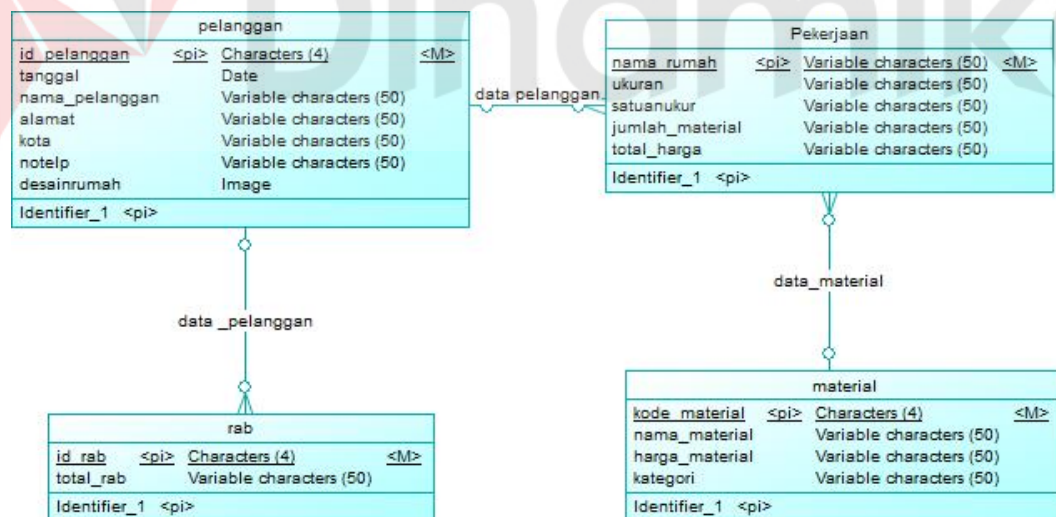 Dinamika
pelanggan
id_pelanggan <pi> Characters (4) <M>
tanggal Date
nama_pelanggan Variable characters (50)
alamat Variable characters (50)
kota Variable characters (50)
notelp Variable characters (50)
desainrumah Image
Identifier_1 <pi>
data pelanggan
Pekerjaan
nama_rumah <pi> Variable characters (50) <M>
ukuran Variable characters (50)
satuanukur Variable characters (50)
jumlah_material Variable characters (50)
total_harga Variable characters (50)
Identifier_1 <pi>
data _pelanggan
data_material
rab
id_rab <pi> Characters (4) <M>
total_rab Variable characters (50)
Identifier_1 <pi>
material
kode_material <pi> Characters (4) <M>
nama_material Variable characters (50)
harga_material Variable characters (50)
kategori Variable characters (50)
Identifier_1 <pi>